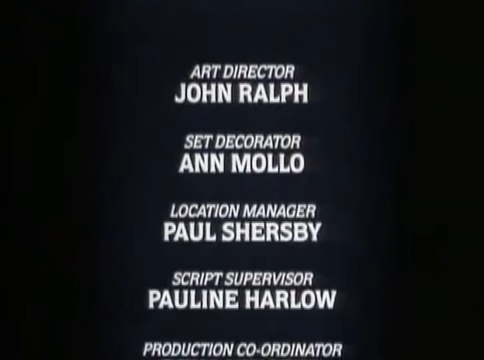 ART DIRECTOR
JOHN RALPH
SET DECORATOR
ANN MOLLO
LOCATION MANAGER
PAUL SHERSBY
SCRIPT SUPERVISOR
PAULINE HARLOW
PRODUCTION CO-ORDINATOR